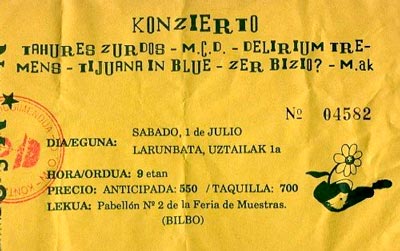 KONZIERTO
TAHURES ZURDOS - M.C.D. - DELIRIUM TRE-
MENS - TIJUANA IN BLUE - ZER BIZIO? - M.ak
Nº 04582
DIA/EGUNA: SABADO, 1 de JULIO
LARUNBATA, UZTAILAK 1a
HORA/ORDUA: 9 etan
PRECIO: ANTICIPADA: 550 / TAQUILLA: 700
LEKUA: Pabellón Nº 2 de la Feria de Muestras.
(BILBO)